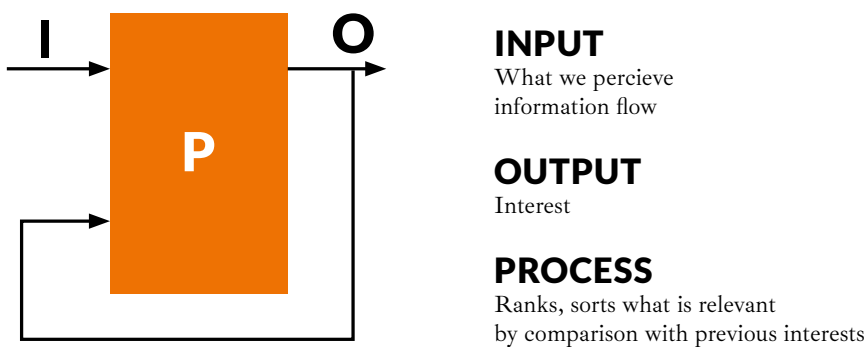 I
O
P
INPUT
What we percieve
information flow
OUTPUT
Interest
PROCESS
Ranks, sorts what is relevant
by comparison with previous interests